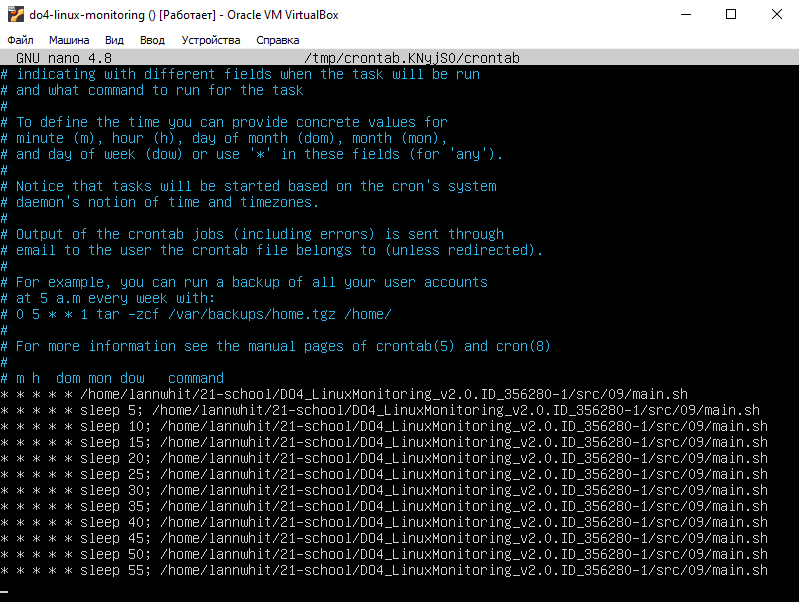 do4-linux-monitoring () [Работает] - Oracle VM VirtualBox
Файл Машина Вид Ввод Устройства Справка
GNU nano 4.8 /tmp/crontab.KNyjSO/crontab
# indicating with different fields when the task will be run
# and what command to run for the task
#
# To define the time you can provide concrete values for
# minute (m), hour (h), day of month (dom), month (mon),
# and day of week (dow) or use '*' in these fields (for 'any').
#
# Notice that tasks will be started based on the cron's system
# daemon's notion of time and timezones.
#
# Output of the crontab jobs (including errors) is sent through
# email to the user the crontab file belongs to (unless redirected).
#
# For example, you can run a backup of all your user accounts
# at 5 a.m every week with:
# 0 5 * * 1 tar -zcf /var/backups/home.tgz /home/
#
# For more information see the manual pages of crontab(5) and cron(8)
#
# m h  dom mon dow   command
* * * * * /home/lannwhit/21-school/DO4_LinuxMonitoring_v2.0.ID_356280-1/src/09/main.sh
* * * * * sleep 5; /home/lannwhit/21-school/DO4_LinuxMonitoring_v2.0.ID_356280-1/src/09/main.sh
* * * * * sleep 10; /home/lannwhit/21-school/DO4_LinuxMonitoring_v2.0.ID_356280-1/src/09/main.sh
* * * * * sleep 15; /home/lannwhit/21-school/DO4_LinuxMonitoring_v2.0.ID_356280-1/src/09/main.sh
* * * * * sleep 20; /home/lannwhit/21-school/DO4_LinuxMonitoring_v2.0.ID_356280-1/src/09/main.sh
* * * * * sleep 25; /home/lannwhit/21-school/DO4_LinuxMonitoring_v2.0.ID_356280-1/src/09/main.sh
* * * * * sleep 30; /home/lannwhit/21-school/DO4_LinuxMonitoring_v2.0.ID_356280-1/src/09/main.sh
* * * * * sleep 35; /home/lannwhit/21-school/DO4_LinuxMonitoring_v2.0.ID_356280-1/src/09/main.sh
* * * * * sleep 40; /home/lannwhit/21-school/DO4_LinuxMonitoring_v2.0.ID_356280-1/src/09/main.sh
* * * * * sleep 45; /home/lannwhit/21-school/DO4_LinuxMonitoring_v2.0.ID_356280-1/src/09/main.sh
* * * * * sleep 50; /home/lannwhit/21-school/DO4_LinuxMonitoring_v2.0.ID_356280-1/src/09/main.sh
* * * * * sleep 55; /home/lannwhit/21-school/DO4_LinuxMonitoring_v2.0.ID_356280-1/src/09/main.sh